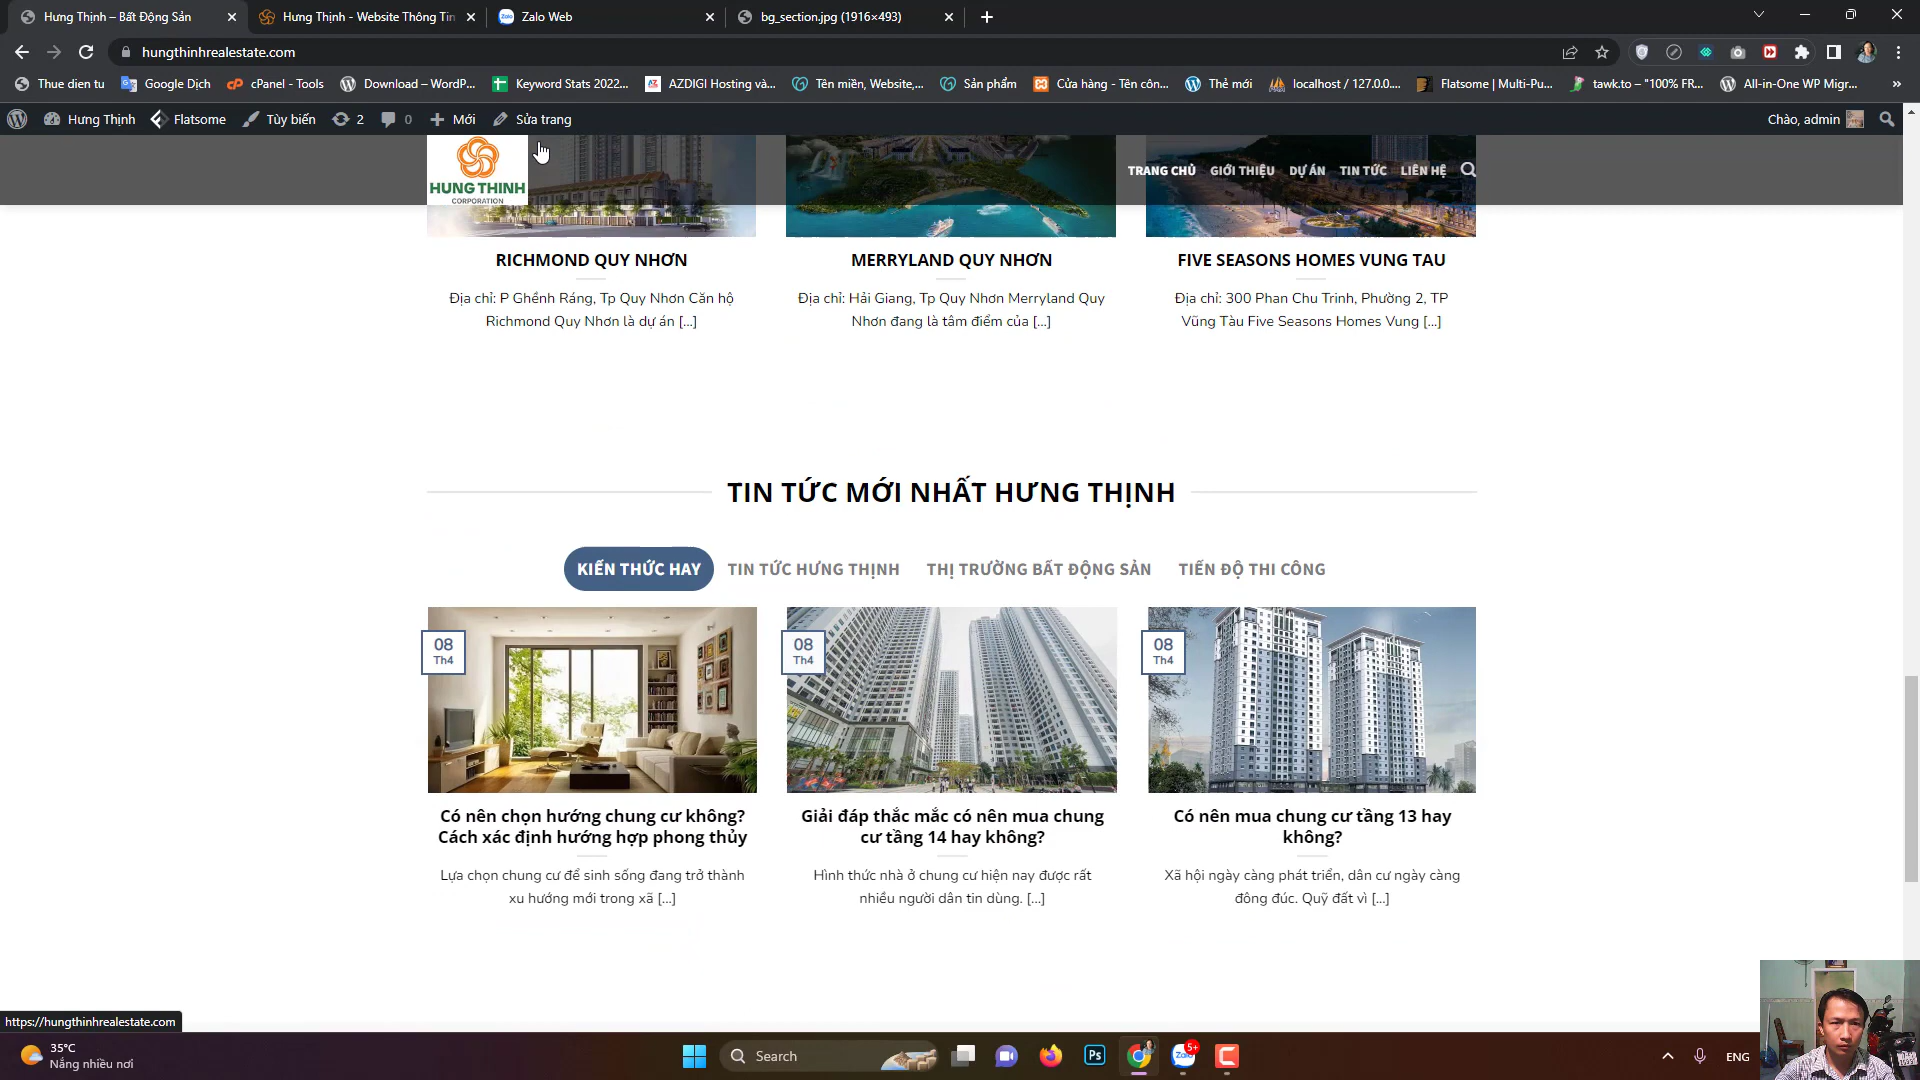 Hưng Thịnh – Bất Động Sản
Hưng Thịnh - Website Thông Tin
Zalo Web
bg_section.jpg (1916×493)
hungthinhrealestate.com
Thue dien tu
Google Dịch
cPanel - Tools
Download – WordP...
Keyword Stats 2022...
AZDIGI Hosting và...
Tên miền, Website,...
Sản phẩm
Cửa hàng - Tên côn...
Thẻ mới
localhost / 127.0.0....
Flatsome | Multi-Pu...
tawk.to – "100% FR...
All-in-One WP Migr...
»
Hưng Thịnh
Flatsome
Tùy biến
2
0
Mới
Sửa trang
Chào, admin
HUNG THINH
CORPORATION
TRANG CHỦ
GIỚI THIỆU
DỰ ÁN
TIN TỨC
LIÊN HỆ
RICHMOND QUY NHƠN
Địa chỉ: P Ghềnh Ráng, Tp Quy Nhơn Căn hộ
Richmond Quy Nhơn là dự án [...]
MERRYLAND QUY NHƠN
Địa chỉ: Hải Giang, Tp Quy Nhơn Merryland Quy
Nhơn đang là tâm điểm của [...]
FIVE SEASONS HOMES VUNG TAU
Địa chỉ: 300 Phan Chu Trinh, Phường 2, TP
Vũng Tàu Five Seasons Homes Vung [...]
TIN TỨC MỚI NHẤT HƯNG THỊNH
KIẾN THỨC HAY
TIN TỨC HƯNG THỊNH
THỊ TRƯỜNG BẤT ĐỘNG SẢN
TIẾN ĐỘ THI CÔNG
08
Th4
Có nên chọn hướng chung cư không?
Cách xác định hướng hợp phong thủy
Lựa chọn chung cư để sinh sống đang trở thành
xu hướng mới trong xã [...]
08
Th4
Giải đáp thắc mắc có nên mua chung
cư tầng 14 hay không?
Hình thức nhà ở chung cư hiện nay được rất
nhiều người dân tin dùng. [...]
08
Th4
Có nên mua chung cư tầng 13 hay
không?
Xã hội ngày càng phát triển, dân cư ngày càng
đông đúc. Quỹ đất vì [...]
https://hungthinhrealestate.com
35°C
Nắng nhiều nơi
Search
Ps
Zalo
5+
ENG